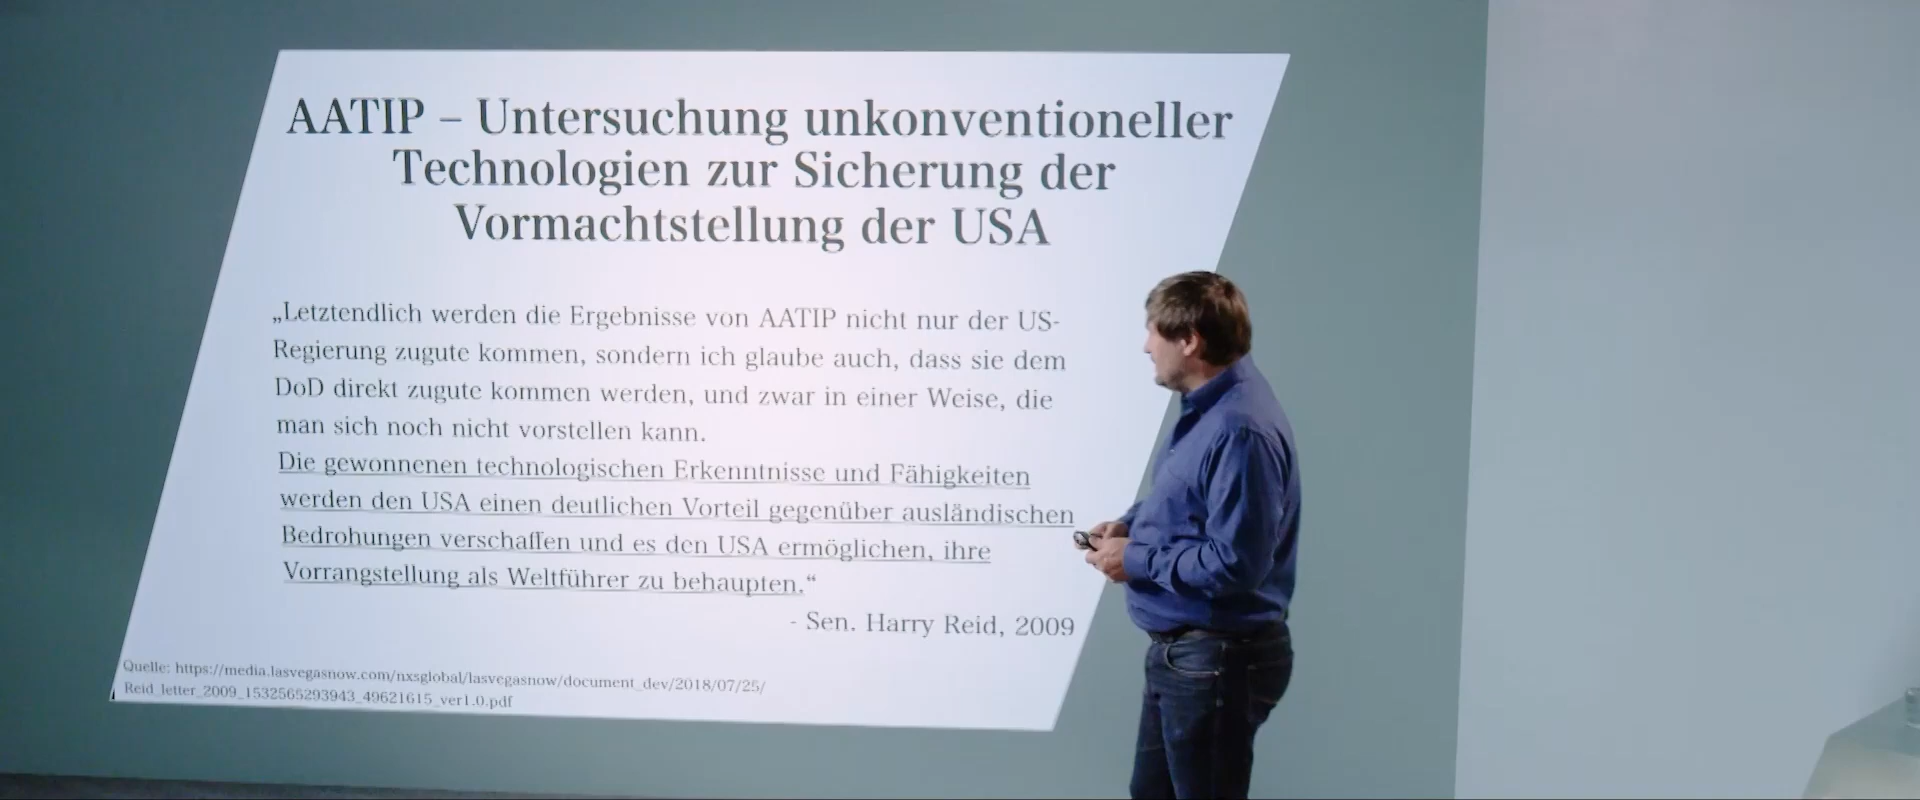 AATIP – Untersuchung unkonventioneller
Technologien zur Sicherung der
Vormachtstellung der USA
„Letztendlich werden die Ergebnisse von AATIP nicht nur der US-
Regierung zugute kommen, sondern ich glaube auch, dass sie dem
DoD direkt zugute kommen werden, und zwar in einer Weise, die
man sich noch nicht vorstellen kann.
Die gewonnenen technologischen Erkenntnisse und Fähigkeiten
werden den USA einen deutlichen Vorteil gegenüber ausländischen
Bedrohungen verschaffen und es den USA ermöglichen, ihre
Vorrangstellung als Weltführer zu behaupten.“
- Sen. Harry Reid, 2009
Quelle: https://media.lasvegasnow.com/nxsglobal/lasvegasnow/document_dev/2018/07/25/
Reid_letter_2009_1532565293943_49621615_ver1.0.pdf